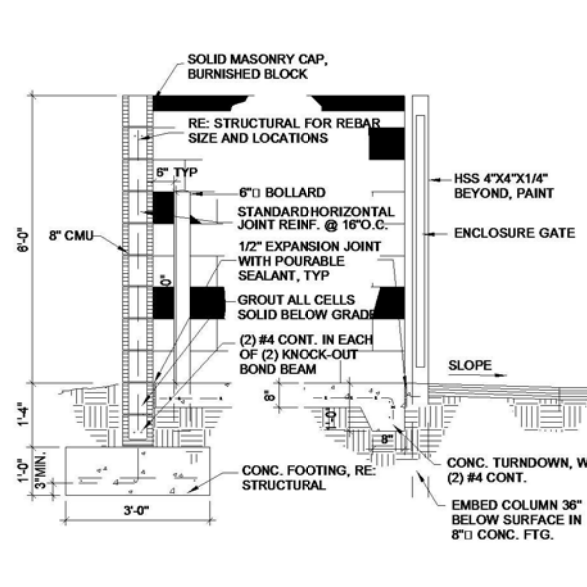 SOLID MASONRY CAP,
BURNISHED BLOCK
RE: STRUCTURAL FOR REBAR
SIZE AND LOCATIONS
6" TYP
HSS 4"X4"X1/4"
BEYOND, PAINT
6"□ BOLLARD
STANDARD HORIZONTAL
JOINT REINF. @ 16"O.C.
ENCLOSURE GATE
8" CMU
6'-0"
1/2" EXPANSION JOINT
WITH POURABLE
SEALANT, TYP
GROUT ALL CELLS
SOLID BELOW GRADE
(2) #4 CONT. IN EACH
OF (2) KNOCK-OUT
BOND BEAM
SLOPE
8"
1'-4"
1'-0"
8"
1'-0"
3"MIN.
CONC. FOOTING, RE:
STRUCTURAL
3'-0"
CONC. TURNDOWN, W
(2) #4 CONT.
EMBED COLUMN 36"
BELOW SURFACE IN
8"□ CONC. FTG.